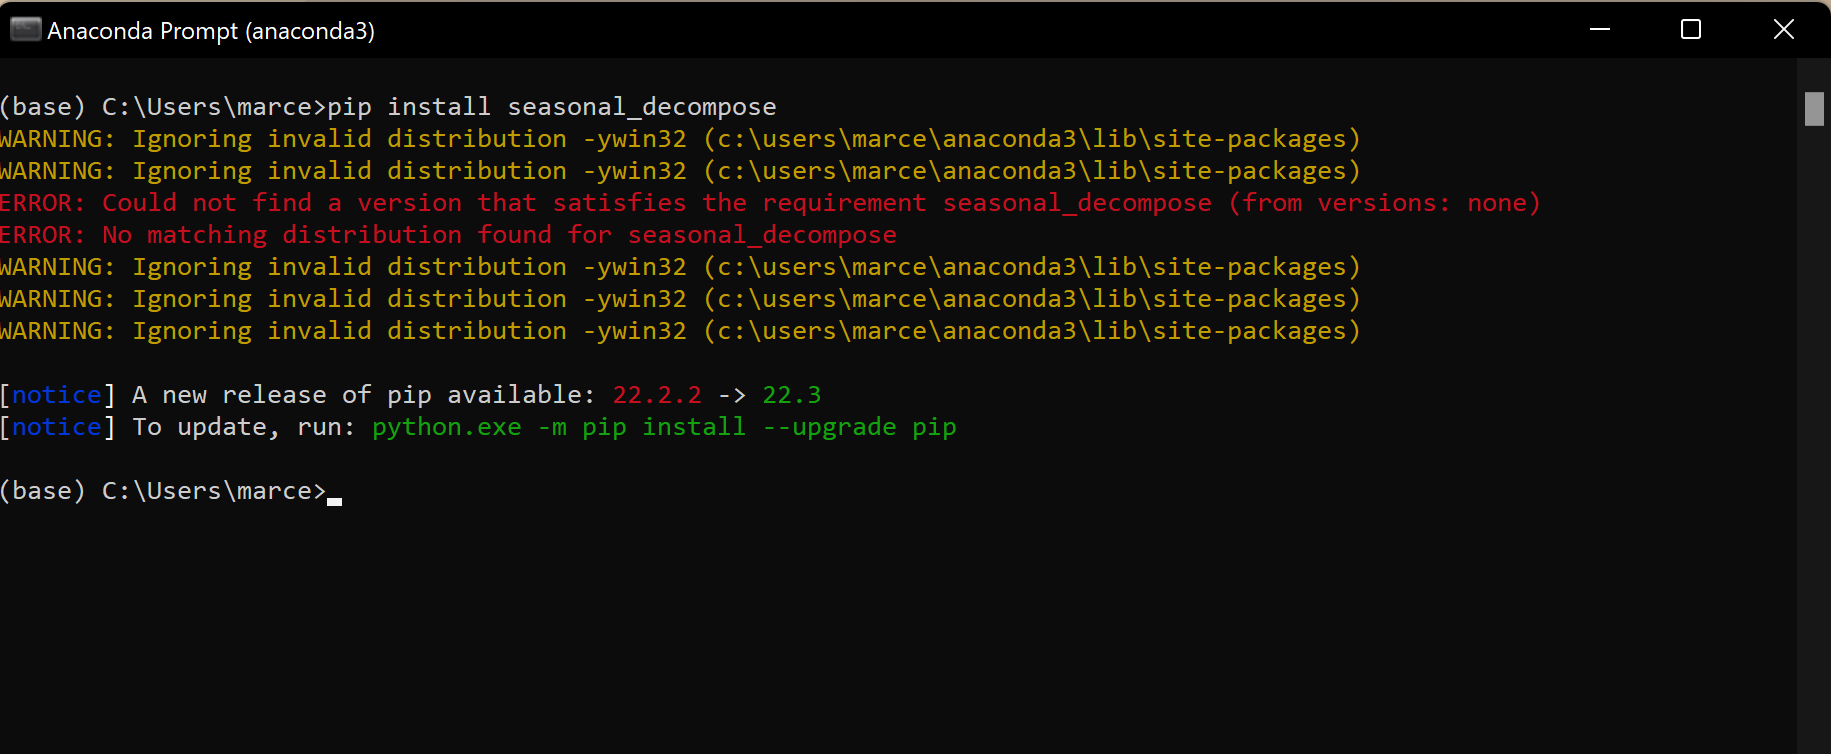 Anaconda Prompt (anaconda3)
(base) C:\Users\marce>pip install seasonal_decompose
WARNING: Ignoring invalid distribution -ywin32 (c:\users\marce\anaconda3\lib\site-packages)
WARNING: Ignoring invalid distribution -ywin32 (c:\users\marce\anaconda3\lib\site-packages)
ERROR: Could not find a version that satisfies the requirement seasonal_decompose (from versions: none)
ERROR: No matching distribution found for seasonal_decompose
WARNING: Ignoring invalid distribution -ywin32 (c:\users\marce\anaconda3\lib\site-packages)
WARNING: Ignoring invalid distribution -ywin32 (c:\users\marce\anaconda3\lib\site-packages)
WARNING: Ignoring invalid distribution -ywin32 (c:\users\marce\anaconda3\lib\site-packages)
[notice] A new release of pip available: 22.2.2 -> 22.3
[notice] To update, run: python.exe -m pip install --upgrade pip
(base) C:\Users\marce>